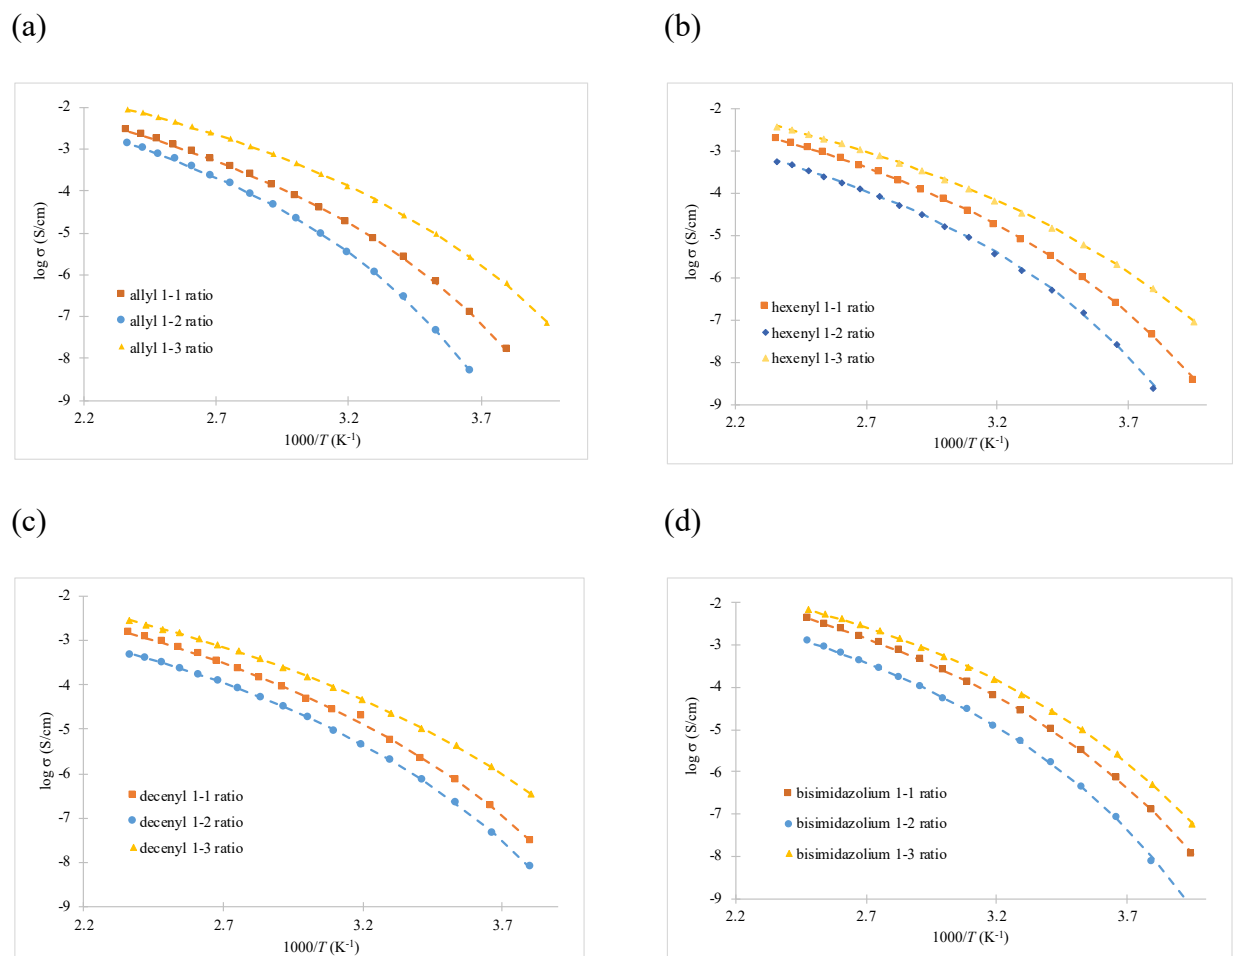 (a)
-2
-3
-4
-5
-6
-7
-8
-9
2.2
2.7
3.2
3.7
log σ (S/cm)
1000/T (K-1)
allyl 1-1 ratio
allyl 1-2 ratio
allyl 1-3 ratio
(b)
-2
-3
-4
-5
-6
-7
-8
-9
2.2
2.7
3.2
3.7
log σ (S/cm)
1000/T (K-1)
hexenyl 1-1 ratio
hexenyl 1-2 ratio
hexenyl 1-3 ratio
(c)
-2
-3
-4
-5
-6
-7
-8
-9
2.2
2.7
3.2
3.7
log σ (S/cm)
1000/T (K-1)
decenyl 1-1 ratio
decenyl 1-2 ratio
decenyl 1-3 ratio
(d)
-2
-3
-4
-5
-6
-7
-8
-9
2.2
2.7
3.2
3.7
log σ (S/cm)
1000/T (K-1)
bisimidazolium 1-1 ratio
bisimidazolium 1-2 ratio
bisimidazolium 1-3 ratio